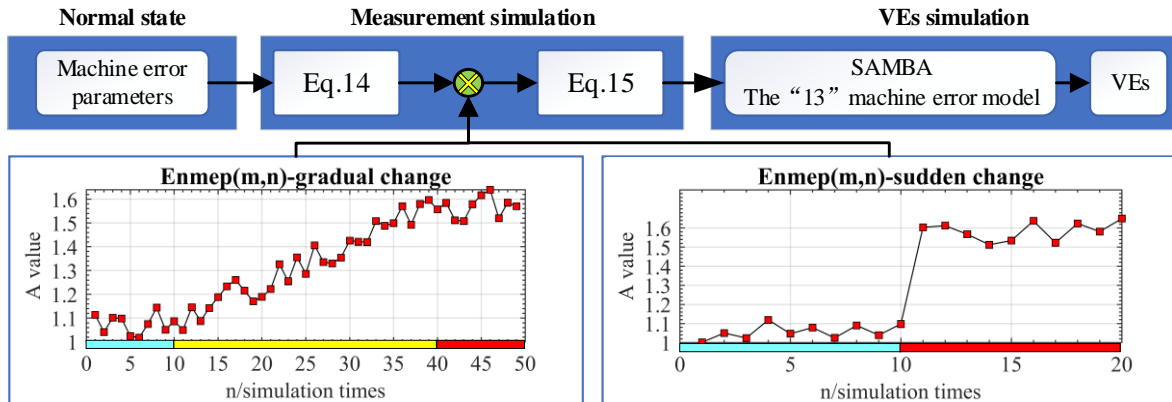 Normal state
Measurement simulation
VEs simulation
Machine error
parameters
Eq.14
Eq.15
SAMBA
The “13” machine error model
VEs
Enmep(m,n)-gradual change
A value
1.6
1.5
1.4
1.3
1.2
1.1
1
0 5 10 15 20 25 30 35 40 45 50
n/simulation times
Enmep(m,n)-sudden change
A value
1.6
1.5
1.4
1.3
1.2
1.1
1
0 5 10 15 20
n/simulation times